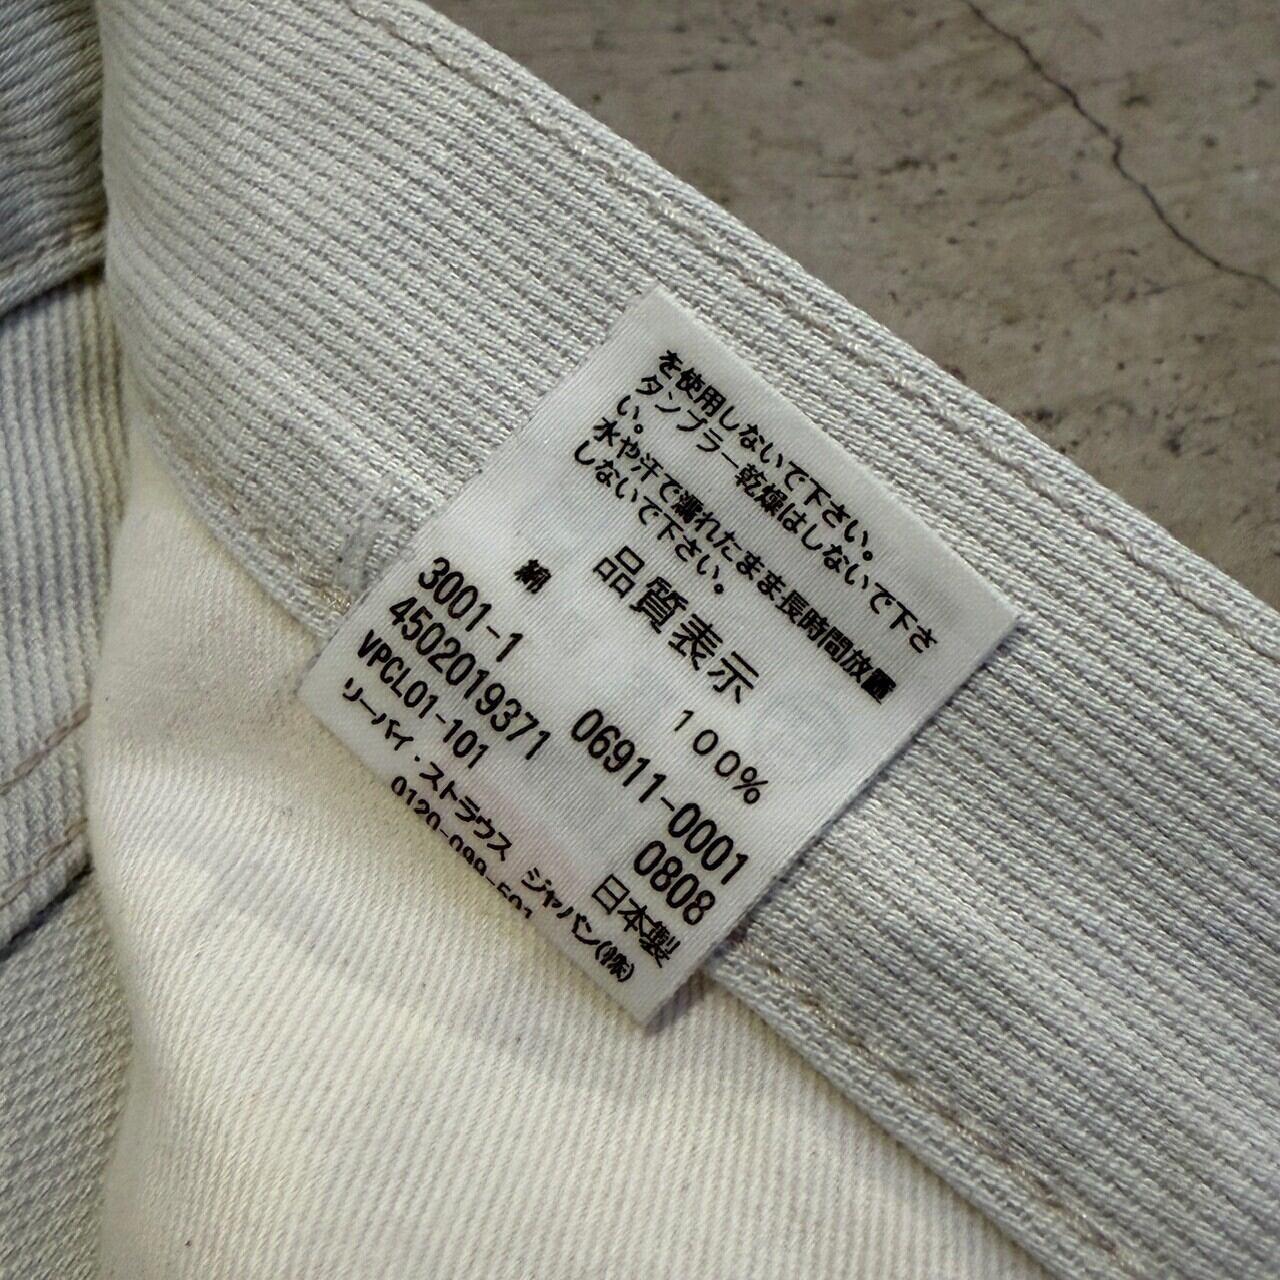 を使用しないで下さい。
タンブラー乾燥はしないで下さ
い。
水や汗で濡れたまま長時間放置
しないで下さい。
品質表示
綿 100%
3001-1 06911-0001
4502019371 0808
VPCL01-101 日本製
リーバイ・ストラウス ジャパン(株)